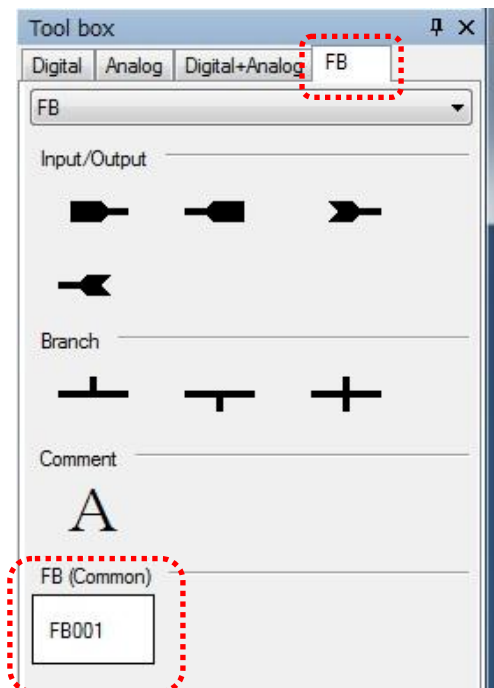 Tool box
Digital Analog Digital+Analog FB
FB
Input/Output
Branch
Comment
A
FB (Common)
FB001